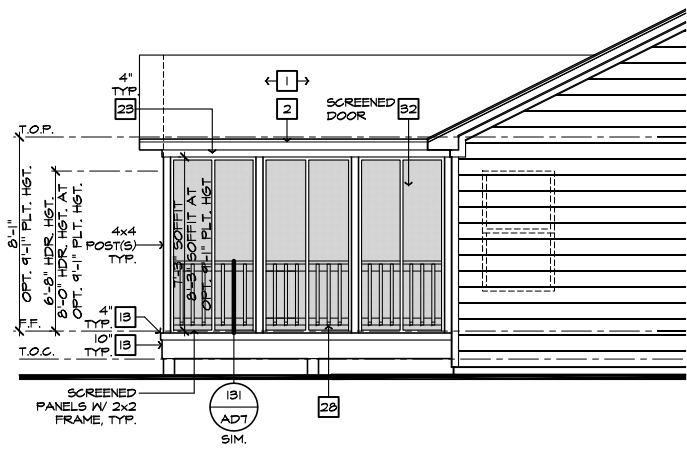 4"
TYP.
23
1
2
SCREENED
DOOR
32
T.O.P.
8'-1"
OPT. 9'-1" PLT. HGT.
6'-8" HDR. HGT.
8'-0" HDR. HGT. AT
OPT. 9'-1" PLT. HGT.
4x4
POST(S)
TYP.
7'-3" SOFFIT
8'-3" SOFFIT AT
OPT. 9'-1" PLT. HGT.
4"
TYP.
13
F.F.
10"
TYP.
13
T.O.C.
SCREENED
PANELS W/ 2x2
FRAME, TYP.
131
AD7
SIM.
28